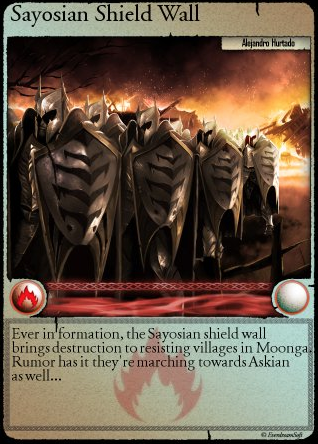 Sayosian Shield Wall
Alejandro Hurtado
Ever in formation, the Sayosian shield wall
brings destruction to resisting villages in Moonga.
Rumor has it they're marching towards Askian
as well...
© EverdreamSoft